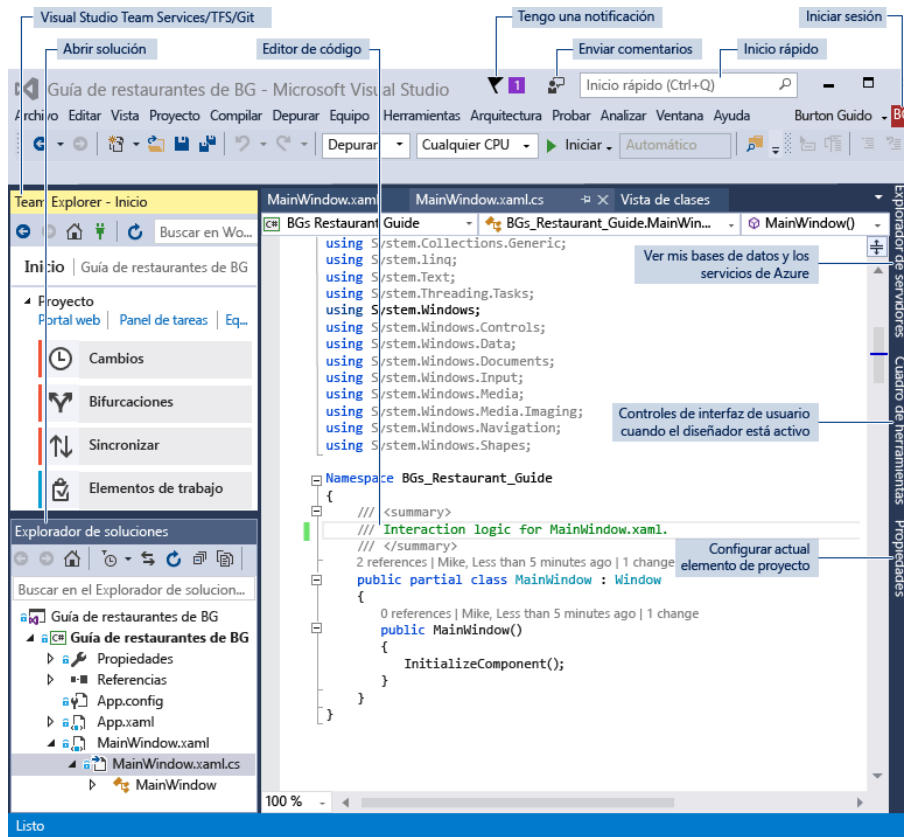 Visual Studio Team Services/TFS/Git
Tengo una notificación
Iniciar sesión
Abrir solución
Editor de código
Enviar comentarios
Inicio rápido
Guía de restaurantes de BG - Microsoft Visual Studio
1
Inicio rápido (Ctrl+Q)
Archivo Editar Vista Proyecto Compilar Depurar Equipo Herramientas Arquitectura Probar Analizar Ventana Ayuda
Burton Guido
BG
Depurar
Cualquier CPU
Iniciar
Automático
Team Explorer - Inicio
Buscar en Wo...
Inicio | Guía de restaurantes de BG
Proyecto
Portal web | Panel de tareas | Eq...
Cambios
Bifurcaciones
Sincronizar
Elementos de trabajo
Explorador de soluciones
Buscar en el Explorador de solucion...
Guía de restaurantes de BG
C# Guía de restaurantes de BG
Propiedades
Referencias
App.config
App.xaml
MainWindow.xaml
MainWindow.xaml.cs
MainWindow
MainWindow.xaml
MainWindow.xaml.cs
Vista de clases
C# BGs Restaurant Guide
BGs_Restaurant_Guide.MainWin...
MainWindow()
using System.Collections.Generic;
using System.linq;
using System.Text;
using System.Threading.Tasks;
using System.Windows;
using System.Windows.Controls;
using System.Windows.Data;
using System.Windows.Documents;
using System.Windows.Input;
using System.Windows.Media;
using System.Windows.Media.Imaging;
using System.Windows.Navigation;
using System.Windows.Shapes;
Namespace BGs_Restaurant_Guide
{
/// <summary>
/// Interaction logic for MainWindow.xaml.
/// </summary>
2 references | Mike, Less than 5 minutes ago | 1 change
public partial class MainWindow : Window
{
0 references | Mike, Less than 5 minutes ago | 1 change
public MainWindow()
{
InitializeComponent();
}
}
}
100 %
Ver mis bases de datos y los
servicios de Azure
Controles de interfaz de usuario
cuando el diseñador está activo
Configurar actual
elemento de proyecto
Explorador de servidores
Cuadro de herramientas
Propiedades
Listo